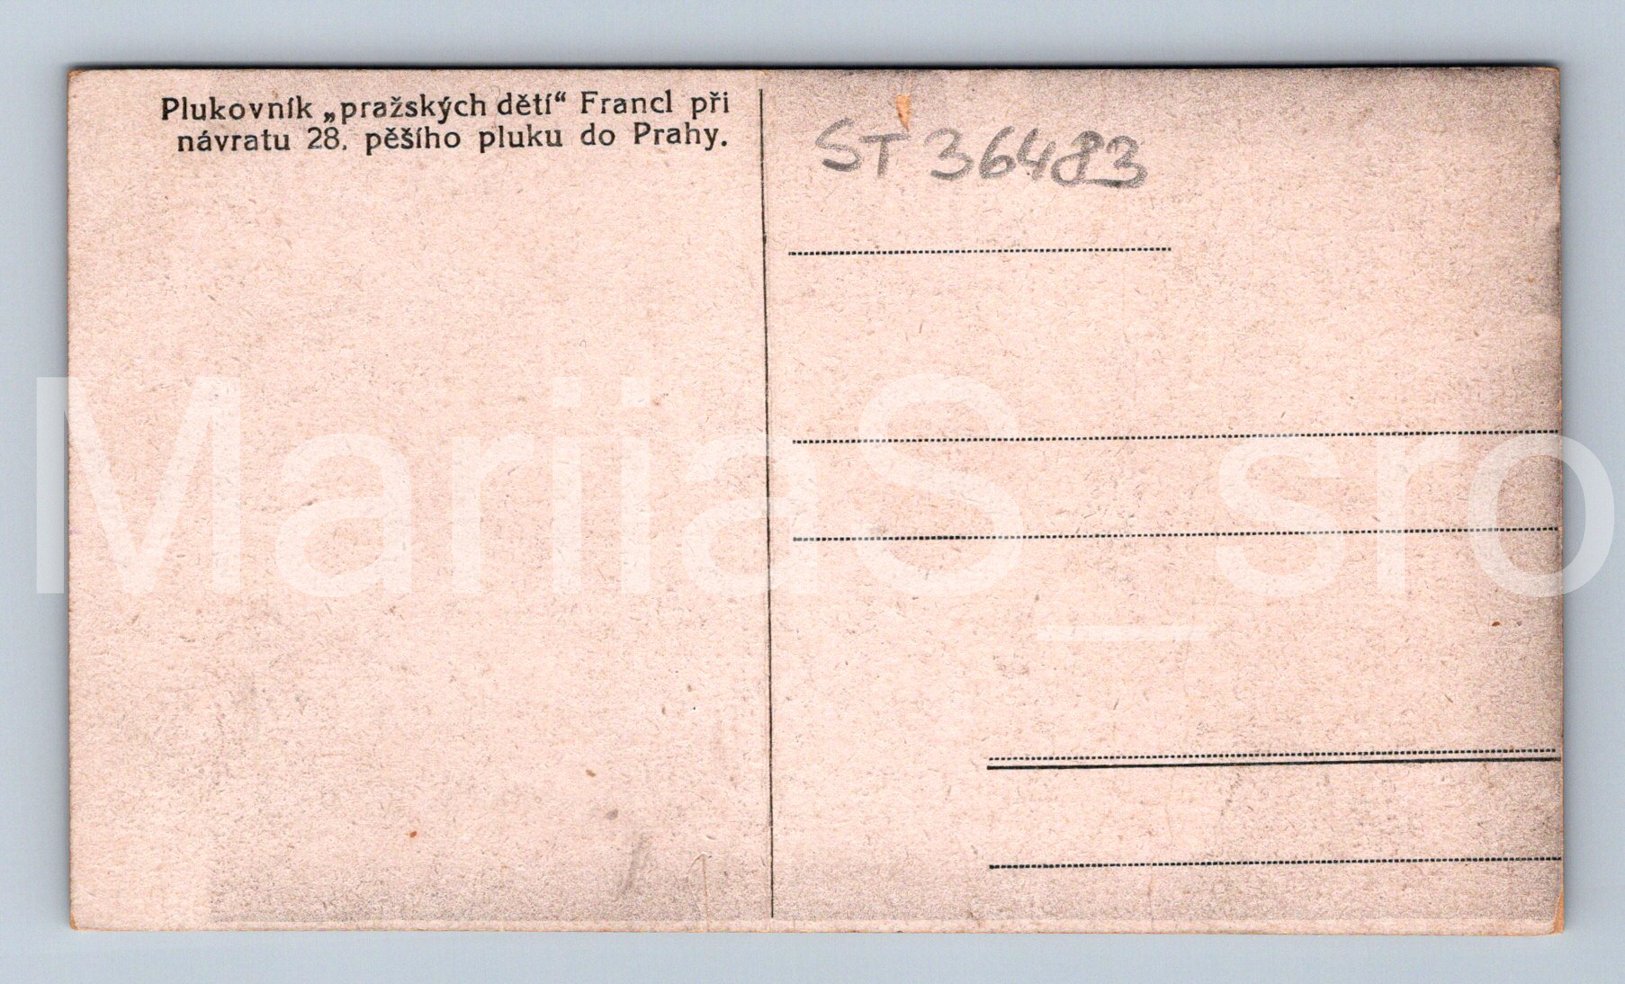 Plukovník „pražských dětí“ Francl při
návratu 28. pěšího pluku do Prahy.
ST 36483
MariiaS_sro